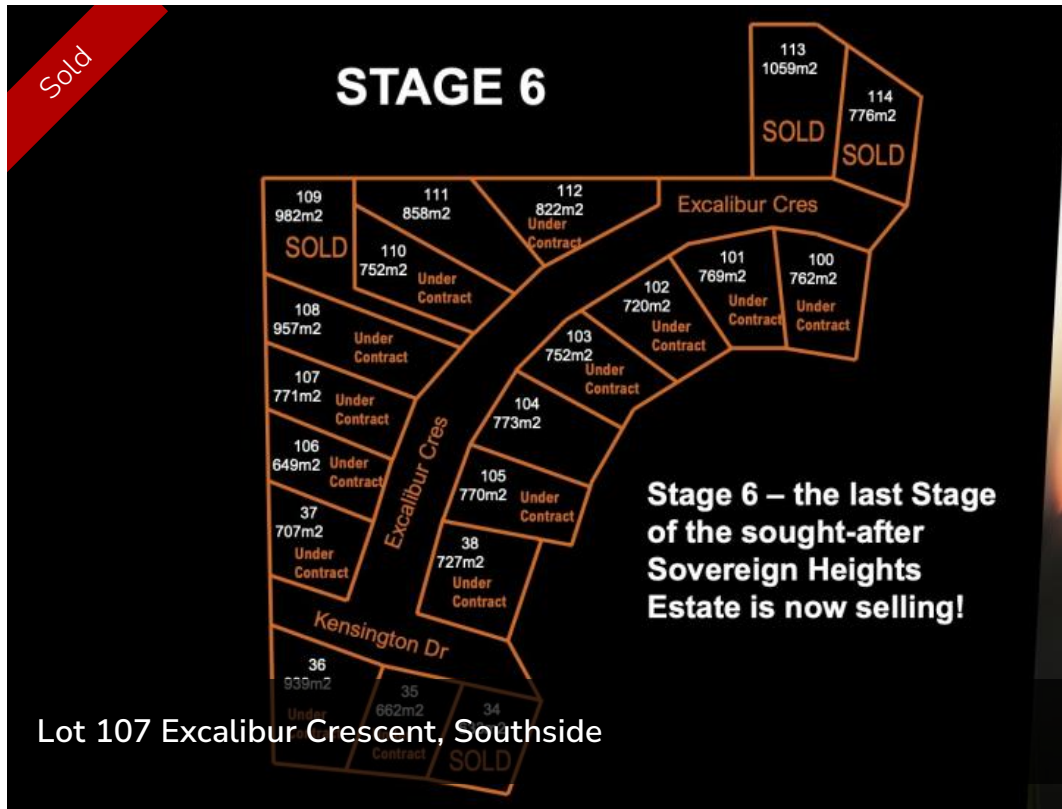 Sold
STAGE 6
113
1059m2
SOLD
114
776m2
SOLD
109
982m2
SOLD
111
858m2
112
822m2
Under
Contract
Excalibur Cres
110
752m2
Under
Contract
101
769m2
Under
Contract
100
762m2
Under
Contract
102
720m2
Under
Contract
108
957m2
Under
Contract
103
752m2
Under
Contract
107
771m2
Under
Contract
104
773m2
106
649m2
Under
Contract
Excalibur Cres
105
770m2
Under
Contract
37
707m2
Under
Contract
38
727m2
Under
Contract
Stage 6 – the last Stage
of the sought-after
Sovereign Heights
Estate is now selling!
Kensington Dr
36
939m2
Under
35
662m2
Contract
34
SOLD
Lot 107 Excalibur Crescent, Southside